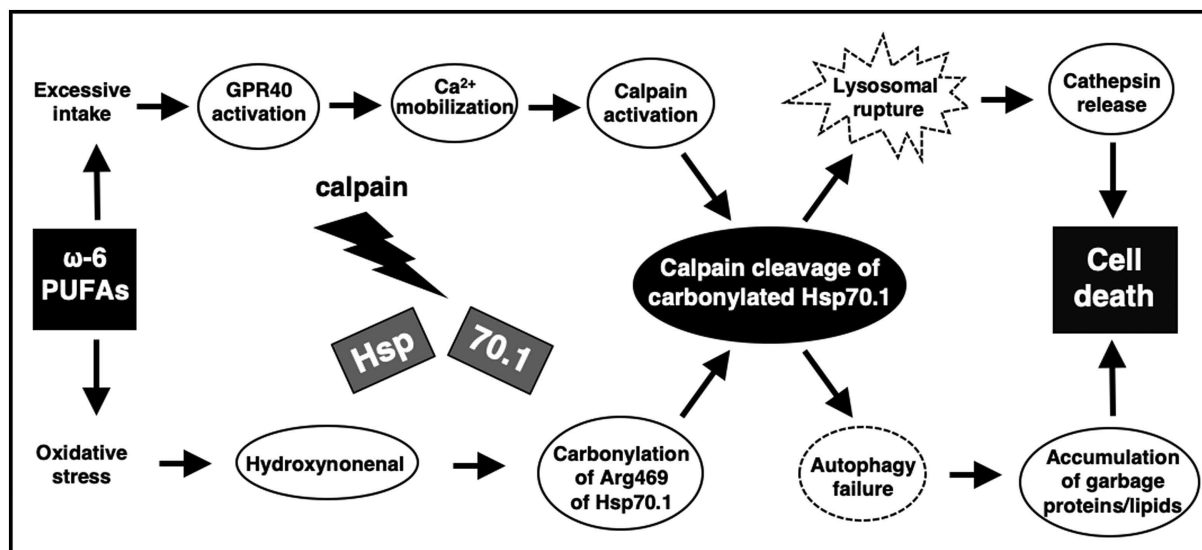 Excessive
intake
GPR40
activation
Ca²⁺
mobilization
Calpain
activation
Lysosomal
rupture
Cathepsin
release
calpain
ω-6
PUFAs
Hsp
70.1
Calpain cleavage of
carbonylated Hsp70.1
Cell
death
Oxidative
stress
Hydroxynonenal
Carbonylation
of Arg469
of Hsp70.1
Autophagy
failure
Accumulation
of garbage
proteins/lipids